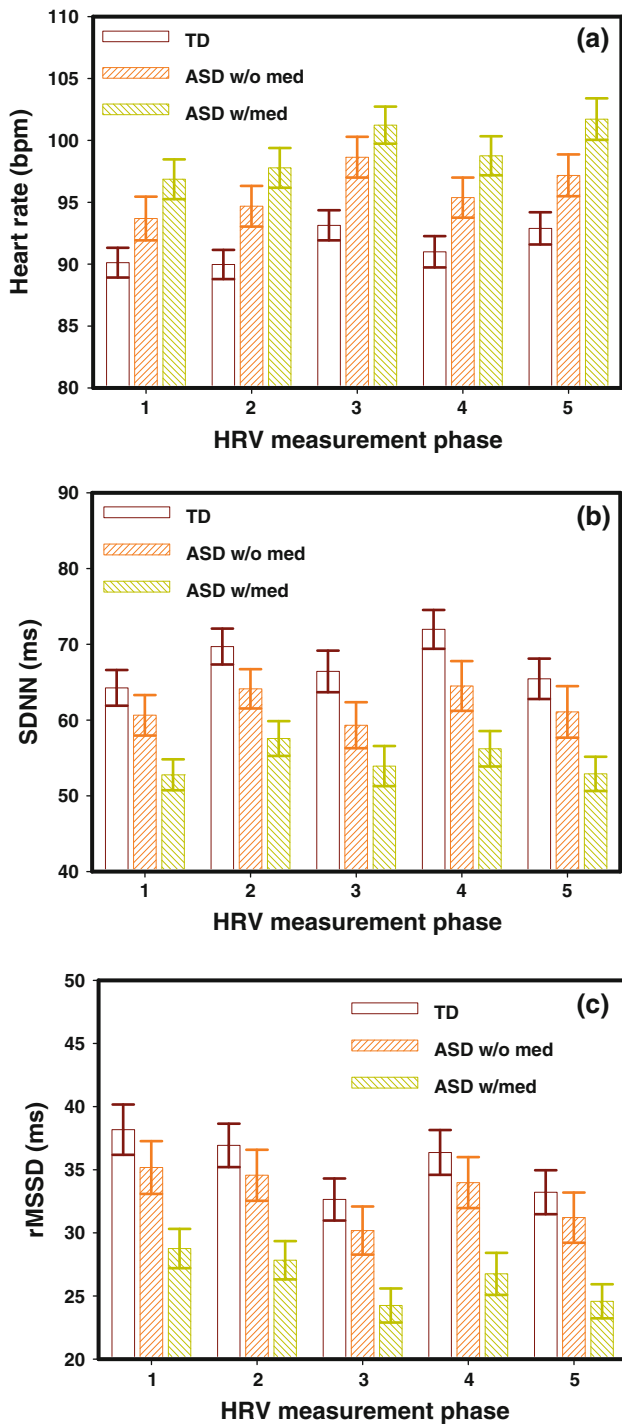 110
105
100
95
90
85
80
Heart rate (bpm)
TD
ASD w/o med
ASD w/med
(a)
1 2 3 4 5
HRV measurement phase
90
80
70
60
50
40
SDNN (ms)
TD
ASD w/o med
ASD w/med
(b)
1 2 3 4 5
HRV measurement phase
50
45
40
35
30
25
20
rMSSD (ms)
TD
ASD w/o med
ASD w/med
(c)
1 2 3 4 5
HRV measurement phase